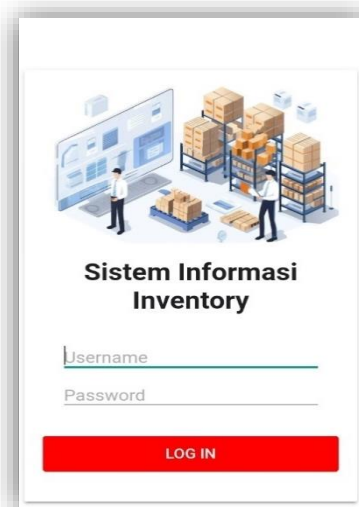 Sistem Informasi
Inventory
Username
Password
LOG IN